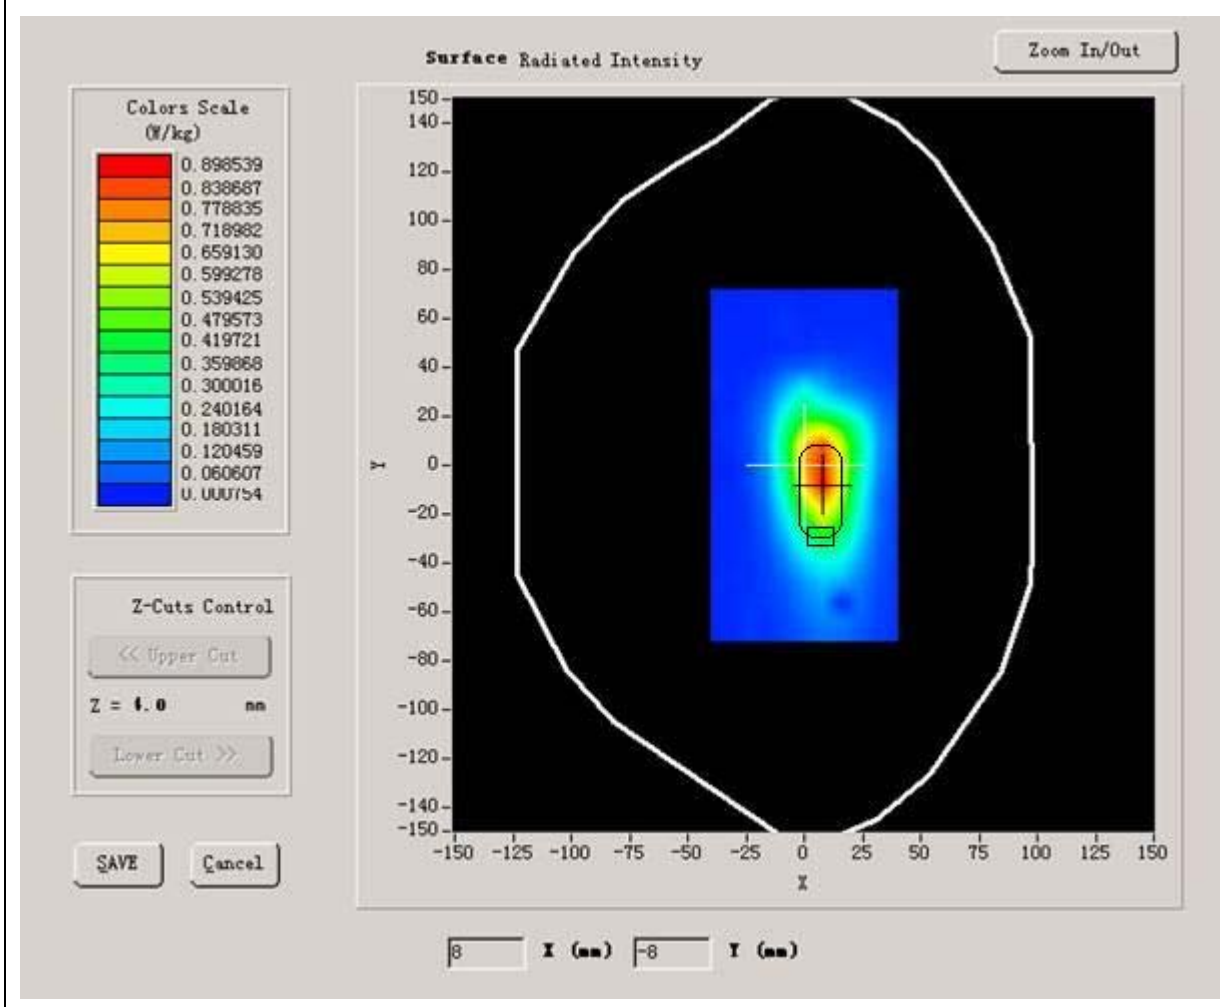 Surface Radiated Intensity
Zoom In/Out
Colors Scale
(W/kg)
0.898539
0.838687
0.778835
0.718982
0.659130
0.599278
0.539425
0.479573
0.419721
0.359868
0.300016
0.240164
0.180311
0.120459
0.060607
0.000754
150
140
120
100
80
60
40
20
0
-20
-40
-60
-80
-100
-120
-140
-150
Y
-150 -125 -100 -75 -50 -25 0 25 50 75 100 125 150
X
Z-Cuts Control
<< Upper Cut
Z = 4.0 mm
Lower Cut >>
SAVE Cancel
8 X (mm) -8 Y (mm)